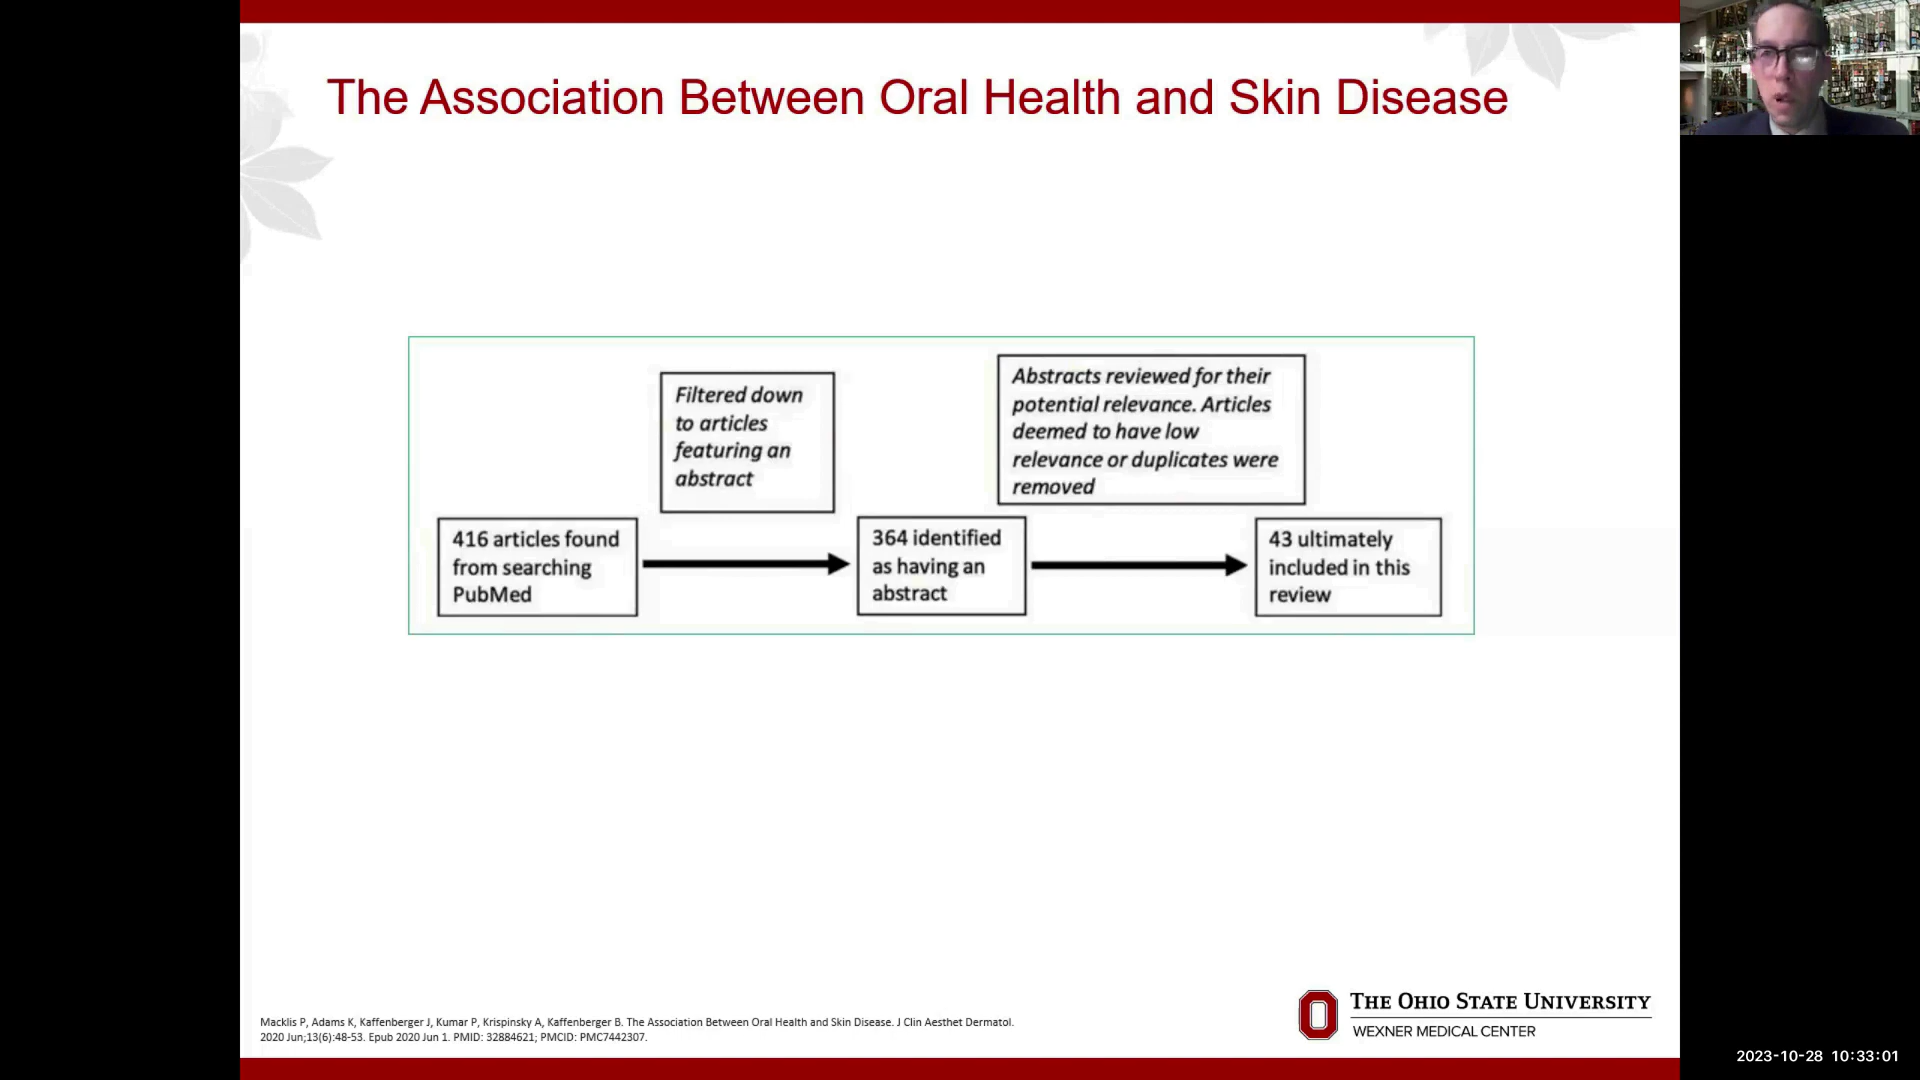 The Association Between Oral Health and Skin Disease
Filtered down
to articles
featuring an
abstract
Abstracts reviewed for their
potential relevance. Articles
deemed to have low
relevance or duplicates were
removed
416 articles found
from searching
PubMed
364 identified
as having an
abstract
43 ultimately
included in this
review
Macklis P, Adams K, Kaffenberger J, Kumar P, Krispinsky A, Kaffenberger B. The Association Between Oral Health and Skin Disease. J Clin Aesthet Dermatol.
2020 Jun;13(6):48-53. Epub 2020 Jun 1. PMID: 32884621; PMCID: PMC7442307.
THE OHIO STATE UNIVERSITY
WEXNER MEDICAL CENTER
2023-10-28 10:33:01